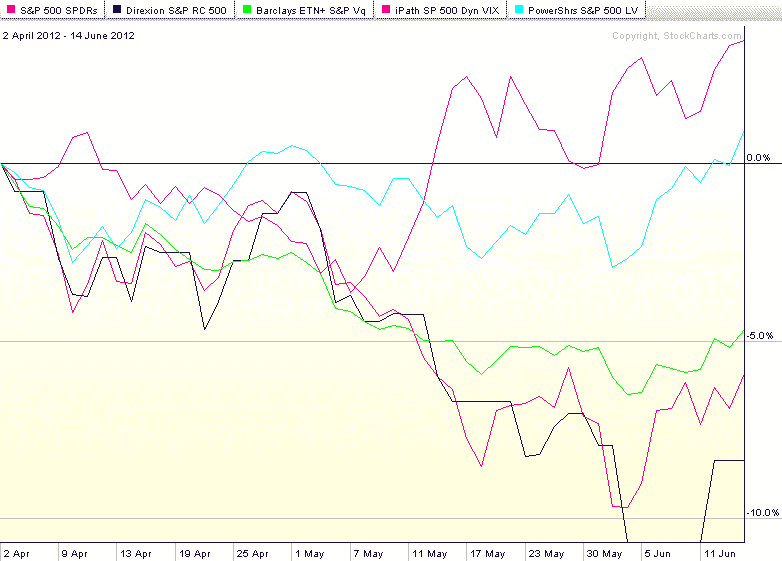 S&P 500 SPDRs Direxion S&P RC 500 Barclays ETN+ S&P Vq iPath SP 500 Dyn VIX PowerShrs S&P 500 LV
2 April 2012 - 14 June 2012 Copyright, StockCharts.com
0.0%
-5.0%
-10.0%
2 Apr 9 Apr 13 Apr 19 Apr 25 Apr 1 May 7 May 11 May 17 May 23 May 30 May 5 Jun 11 Jun